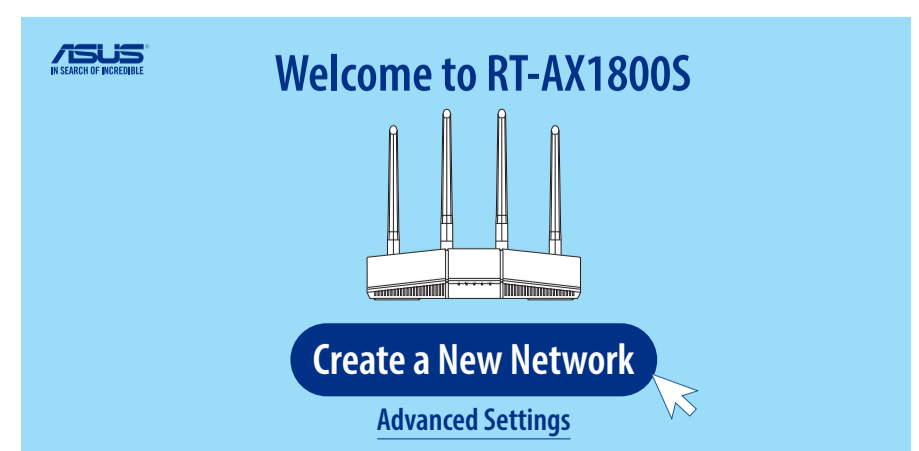 ASUS
IN SEARCH OF INCREDIBLE
Welcome to RT-AX1800S
Create a New Network
Advanced Settings